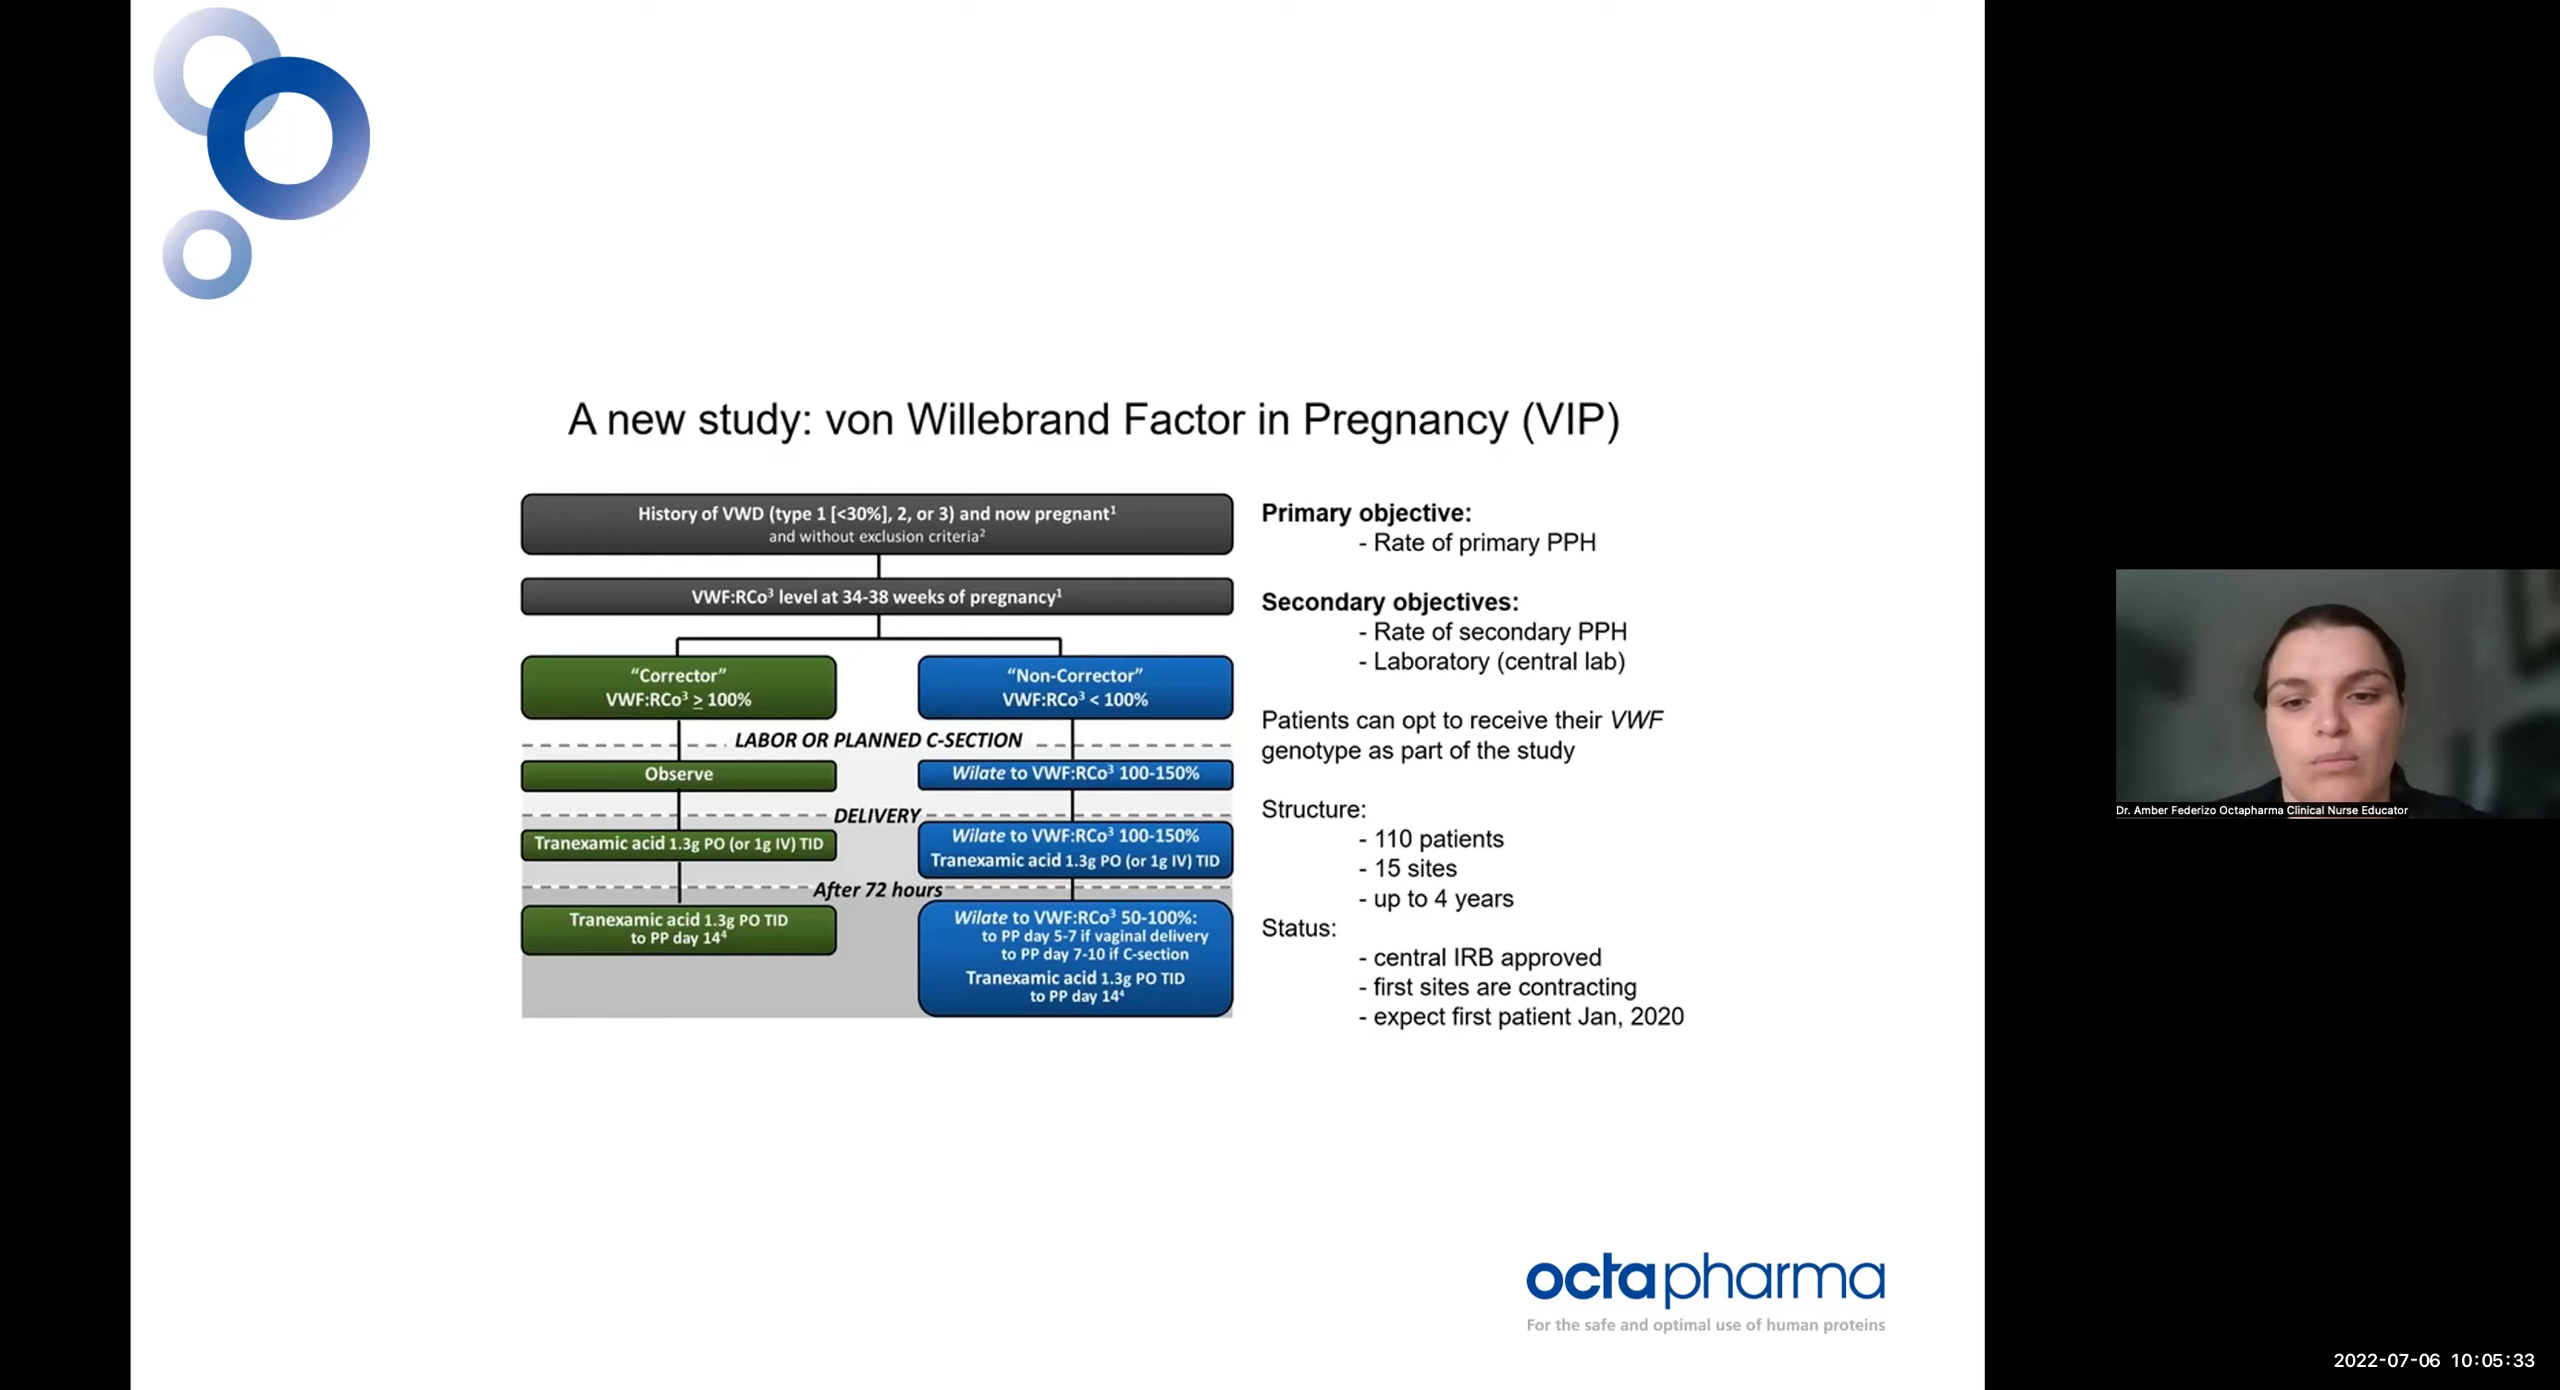 A new study: von Willebrand Factor in Pregnancy (VIP)
History of VWD (type 1 [<30%], 2, or 3) and now pregnant¹
and without exclusion criteria²
VWF:RCo³ level at 34-38 weeks of pregnancy¹
“Corrector”
VWF:RCo³ ≥ 100%
“Non-Corrector”
VWF:RCo³ < 100%
LABOR OR PLANNED C-SECTION
Observe
Wilate to VWF:RCo³ 100-150%
DELIVERY
Tranexamic acid 1.3g PO (or 1g IV) TID
Wilate to VWF:RCo³ 100-150%
Tranexamic acid 1.3g PO (or 1g IV) TID
After 72 hours
Tranexamic acid 1.3g PO TID
to PP day 14⁴
Wilate to VWF:RCo³ 50-100%:
to PP day 5-7 if vaginal delivery
to PP day 7-10 if C-section
Tranexamic acid 1.3g PO TID
to PP day 14⁴
Primary objective:
- Rate of primary PPH
Secondary objectives:
- Rate of secondary PPH
- Laboratory (central lab)
Patients can opt to receive their VWF
genotype as part of the study
Structure:
- 110 patients
- 15 sites
- up to 4 years
Status:
- central IRB approved
- first sites are contracting
- expect first patient Jan, 2020
Dr. Amber Federizo Octapharma Clinical Nurse Educator
octapharma
For the safe and optimal use of human proteins
2022-07-06 10:05:33